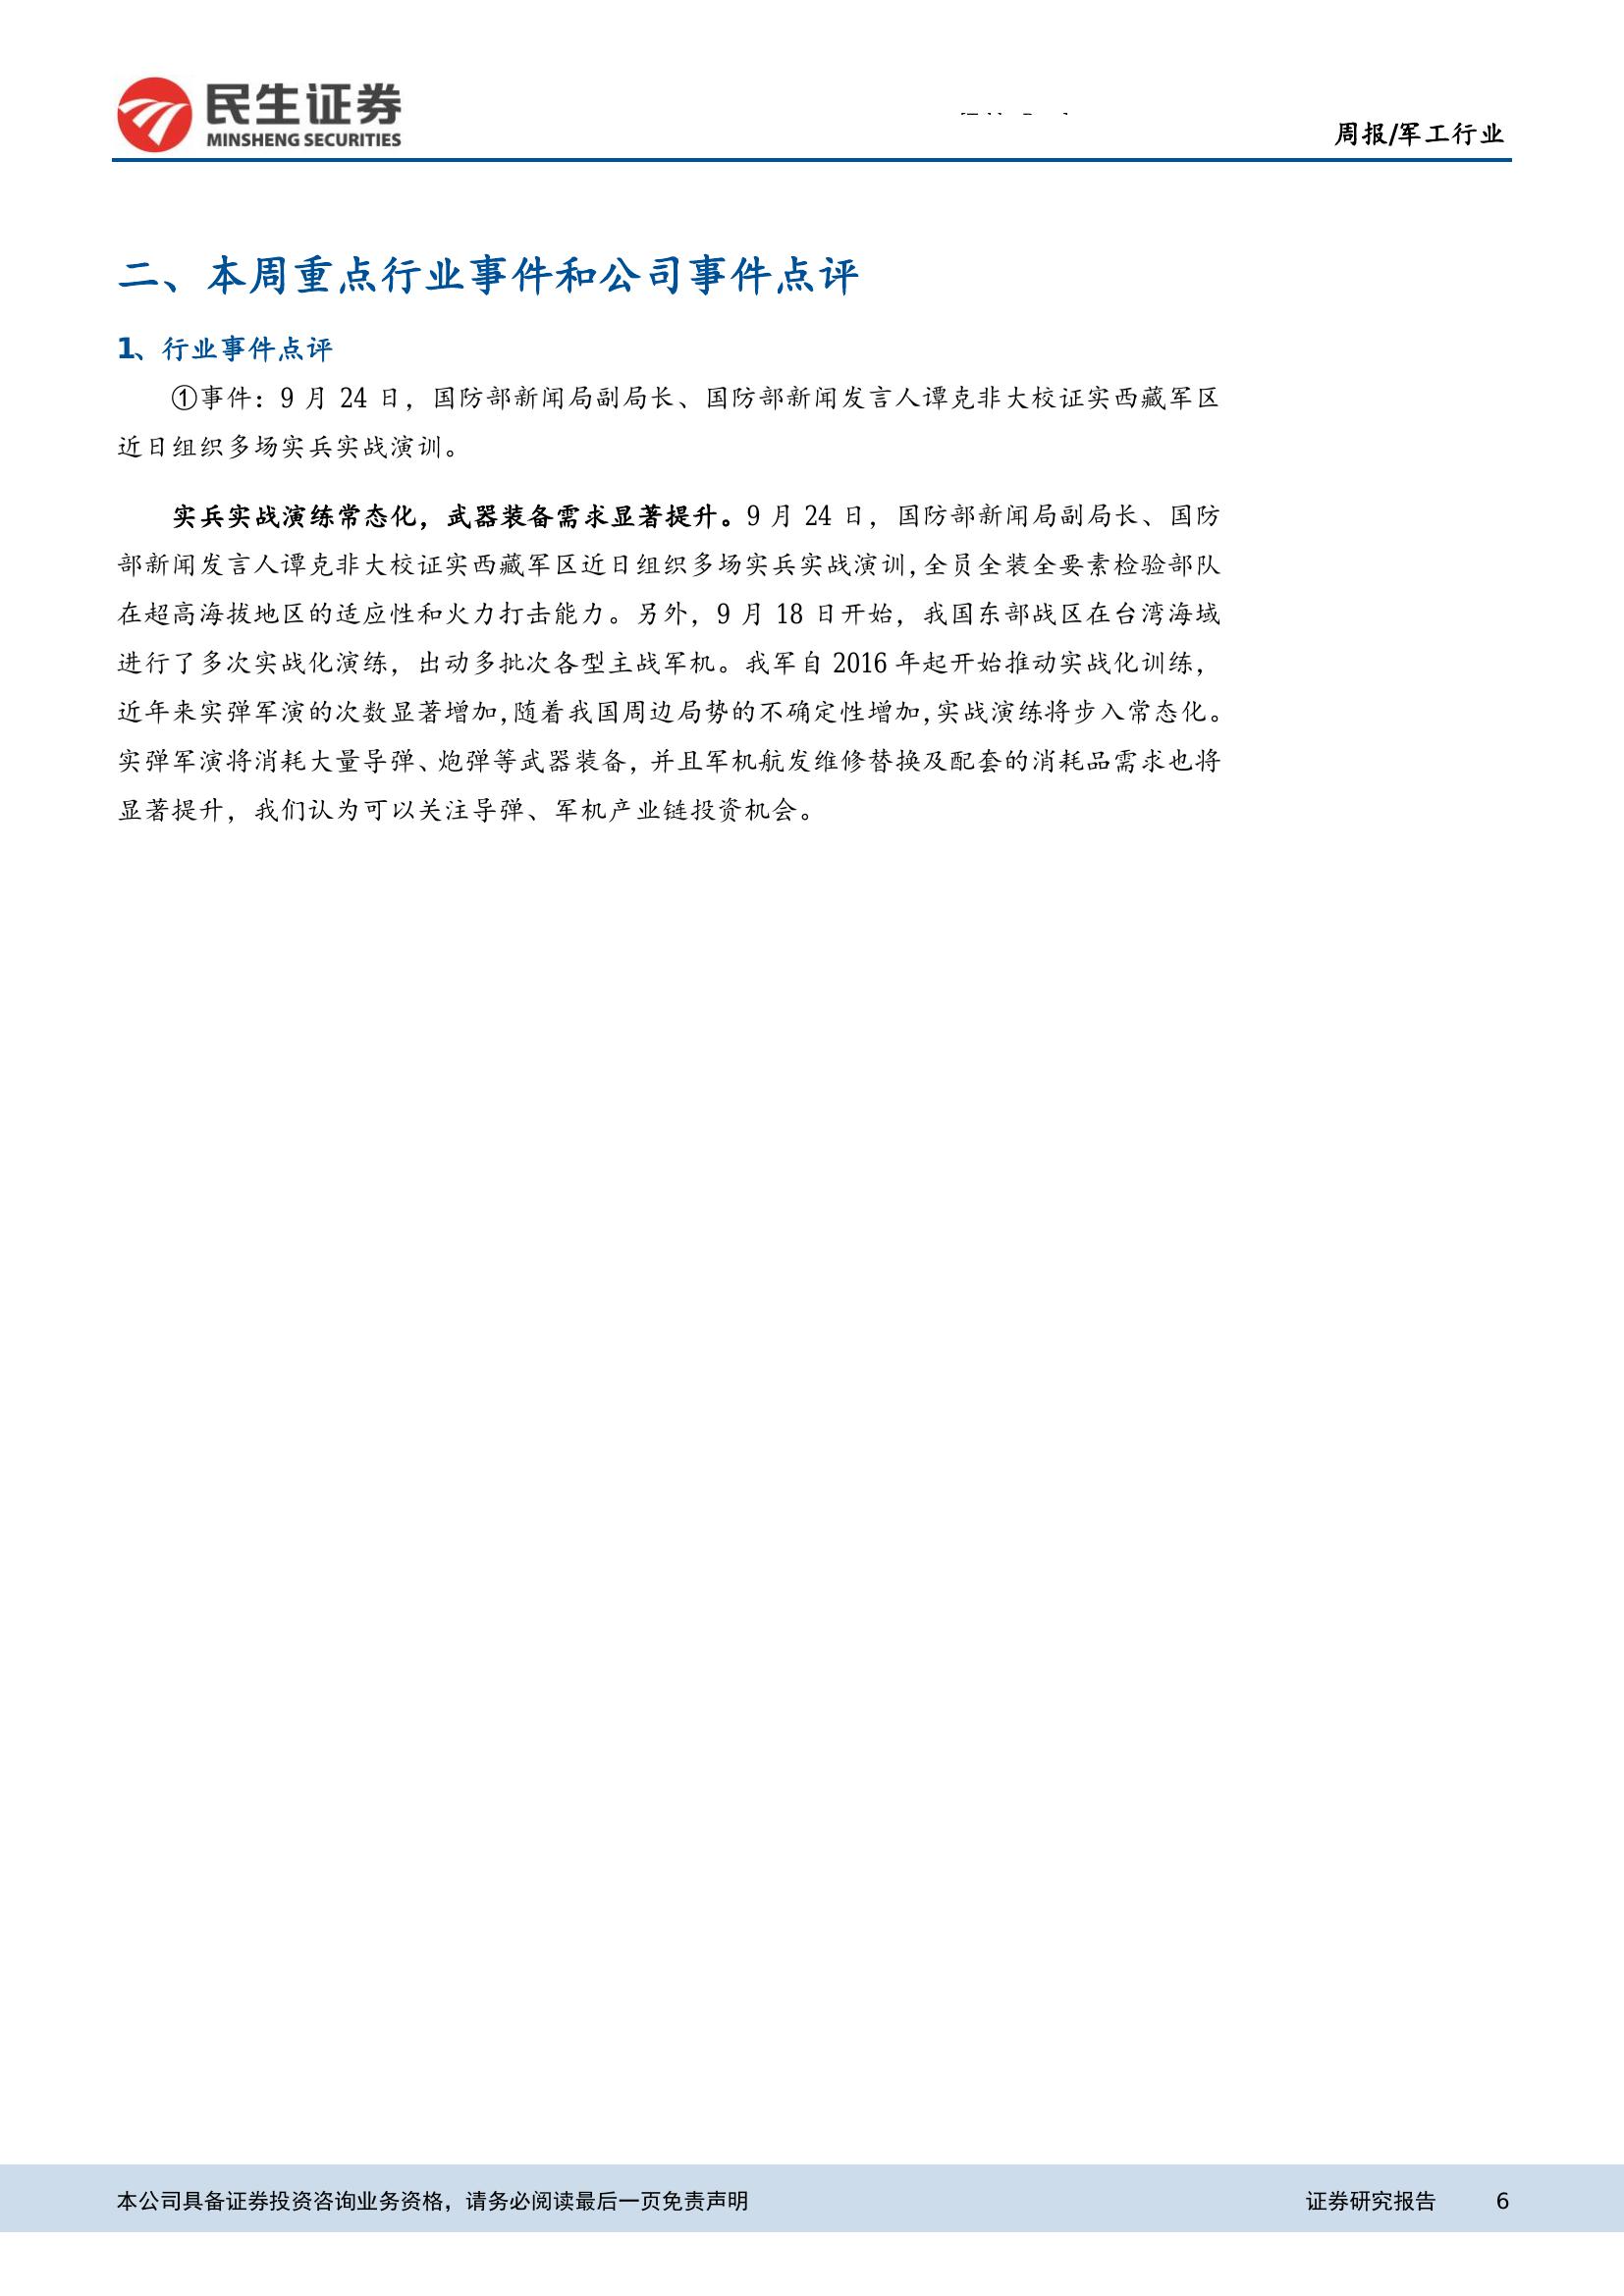 民生证券
MINSHENG SECURITIES
周报/军工行业
二、本周重点行业事件和公司事件点评
1、行业事件点评
①事件：9 月 24 日，国防部新闻局副局长、国防部新闻发言人谭克非大校证实西藏军区
近日组织多场实兵实战演训。
实兵实战演练常态化，武器装备需求显著提升。9 月 24 日，国防部新闻局副局长、国防
部新闻发言人谭克非大校证实西藏军区近日组织多场实兵实战演训，全员全装全要素检验部队
在超高海拔地区的适应性和火力打击能力。另外，9 月 18 日开始，我国东部战区在台湾海域
进行了多次实战化演练，出动多批次各型主战军机。我军自 2016 年起开始推动实战化训练，
近年来实弹军演的次数显著增加，随着我国周边局势的不确定性增加，实战演练将步入常态化。
实弹军演将消耗大量导弹、炮弹等武器装备，并且军机航发维修替换及配套的消耗品需求也将
显著提升，我们认为可以关注导弹、军机产业链投资机会。
本公司具备证券投资咨询业务资格，请务必阅读最后一页免责声明
证券研究报告 6